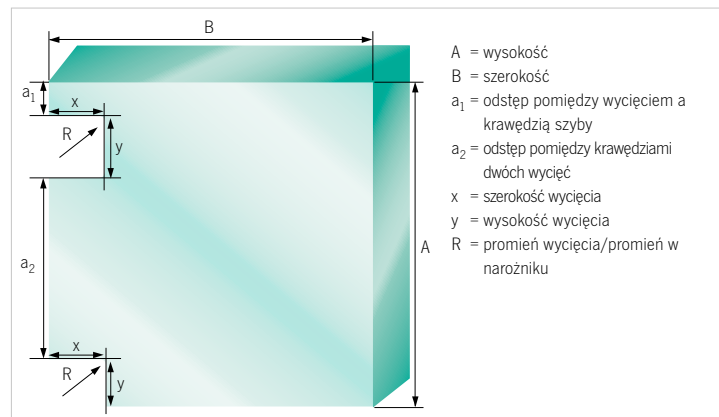 B
a1
x
R
y
a2
A
x
R
y
A = wysokość
B = szerokość
a1 = odstęp pomiędzy wycięciem a
krawędzią szyby
a2 = odstęp pomiędzy krawędziami
dwóch wycięć
x = szerokość wycięcia
y = wysokość wycięcia
R = promień wycięcia/promień w
narożniku